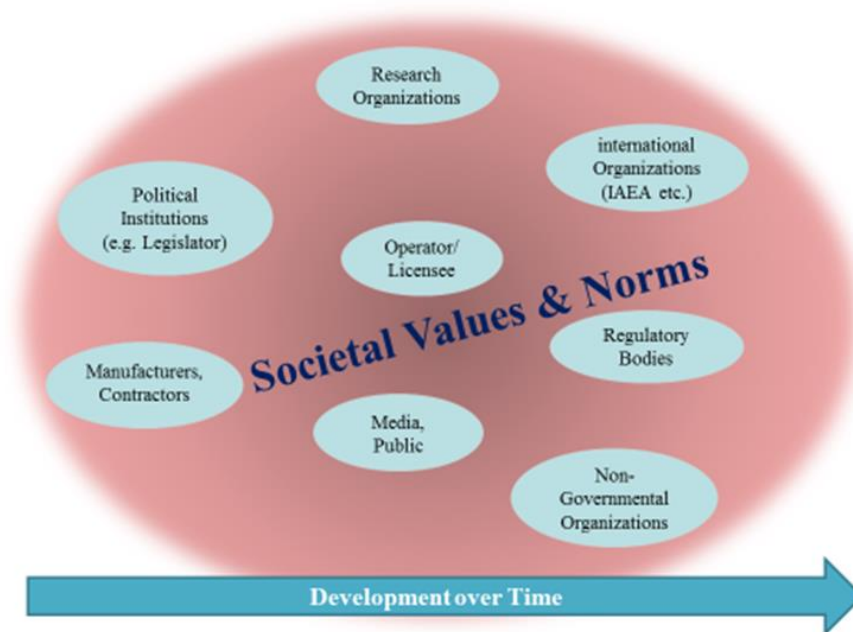 Research
Organizations
international
Organizations
(IAEA etc.)
Political
Institutions
(e.g. Legislator)
Operator/
Licensee
Societal Values & Norms
Regulatory
Bodies
Manufacturers,
Contractors
Media,
Public
Non-
Governmental
Organizations
Development over Time